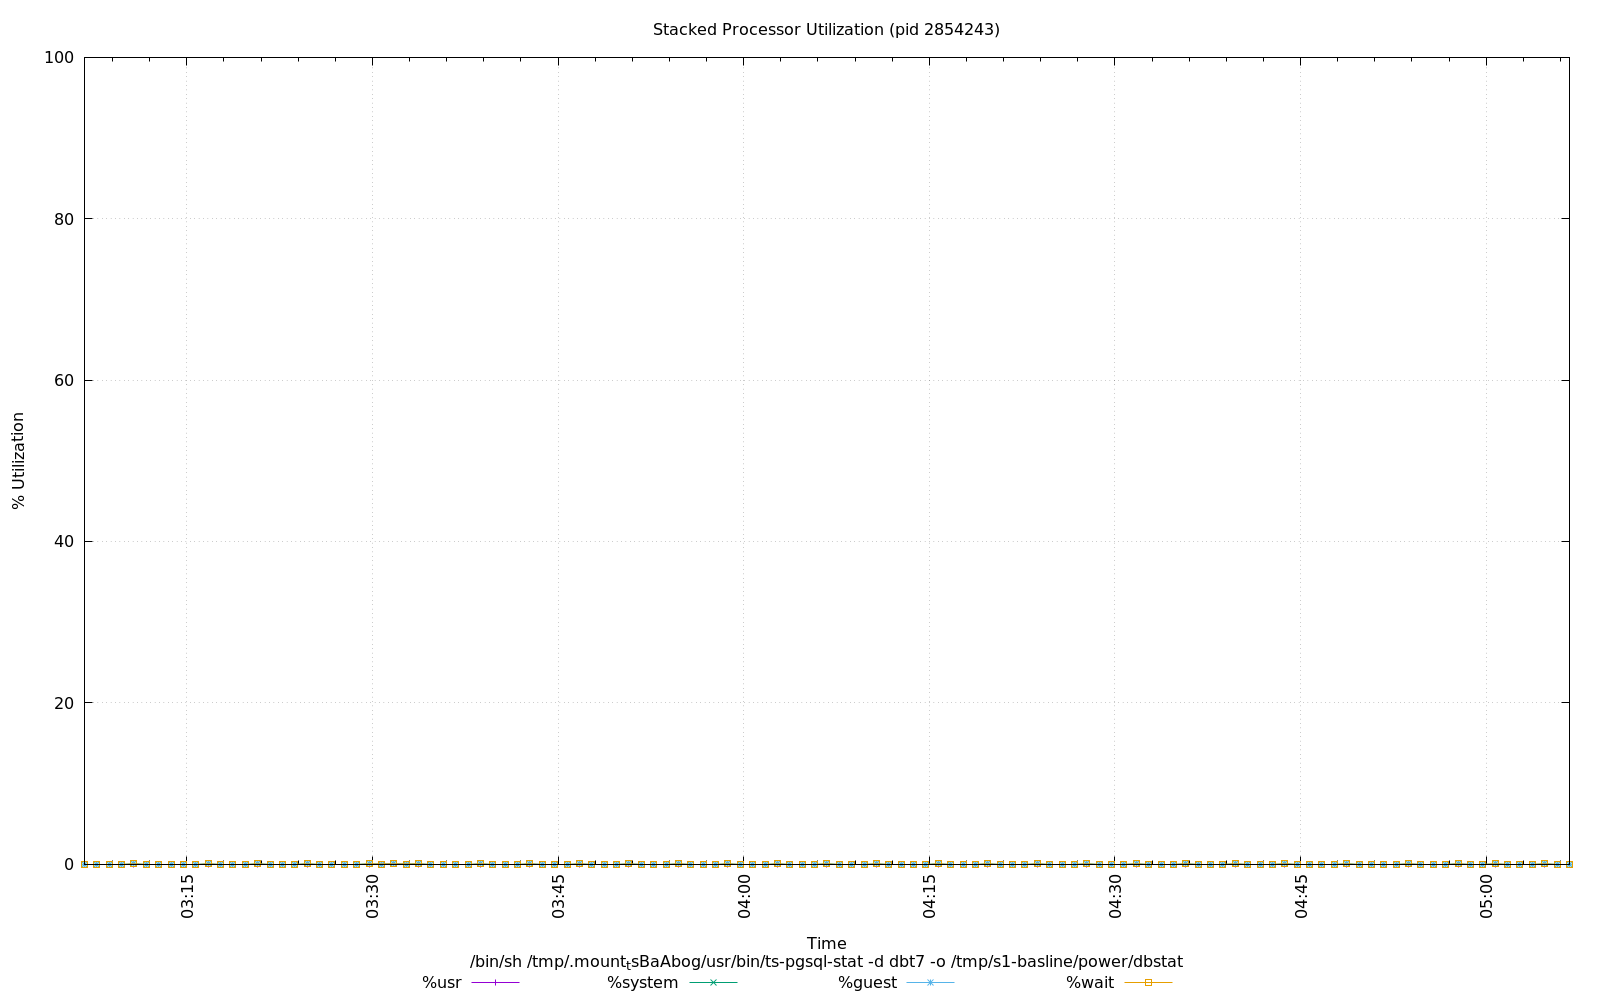 Stacked Processor Utilization (pid 2854243)
100
80
60
40
20
0
% Utilization
03:15
03:30
03:45
04:00
04:15
04:30
04:45
05:00
Time
/bin/sh /tmp/.mounttsBaAbog/usr/bin/ts-pgsql-stat -d dbt7 -o /tmp/s1-basline/power/dbstat
%usr %system %guest %wait